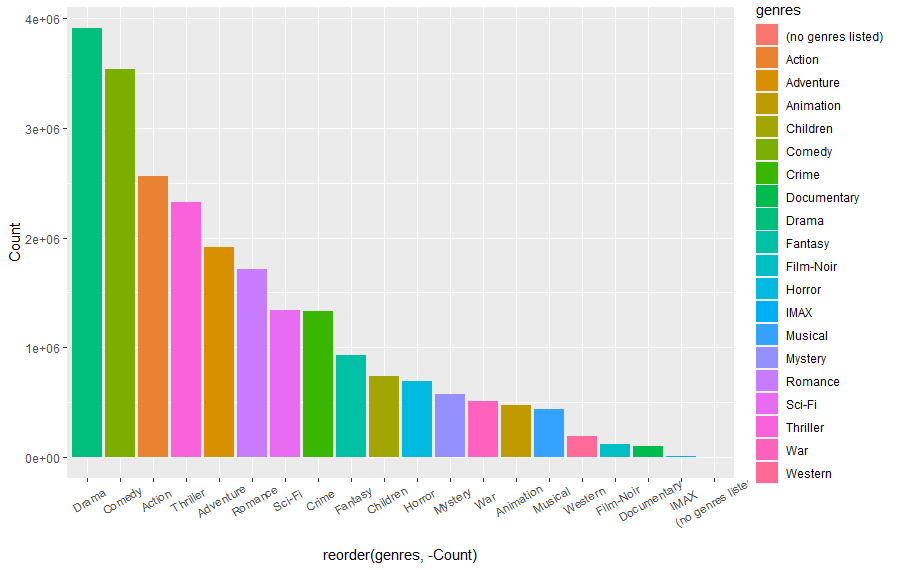 genres
4e+06
3e+06
2e+06
1e+06
0e+00
Count
Drama
Comedy
Action
Thriller
Adventure
Romance
Sci-Fi
Crime
Fantasy
Children
Horror
Mystery
War
Animation
Musical
Western
Film-Noir
Documentary
IMAX
(no genres liste
reorder(genres, -Count)
(no genres listed)
Action
Adventure
Animation
Children
Comedy
Crime
Documentary
Drama
Fantasy
Film-Noir
Horror
IMAX
Musical
Mystery
Romance
Sci-Fi
Thriller
War
Western